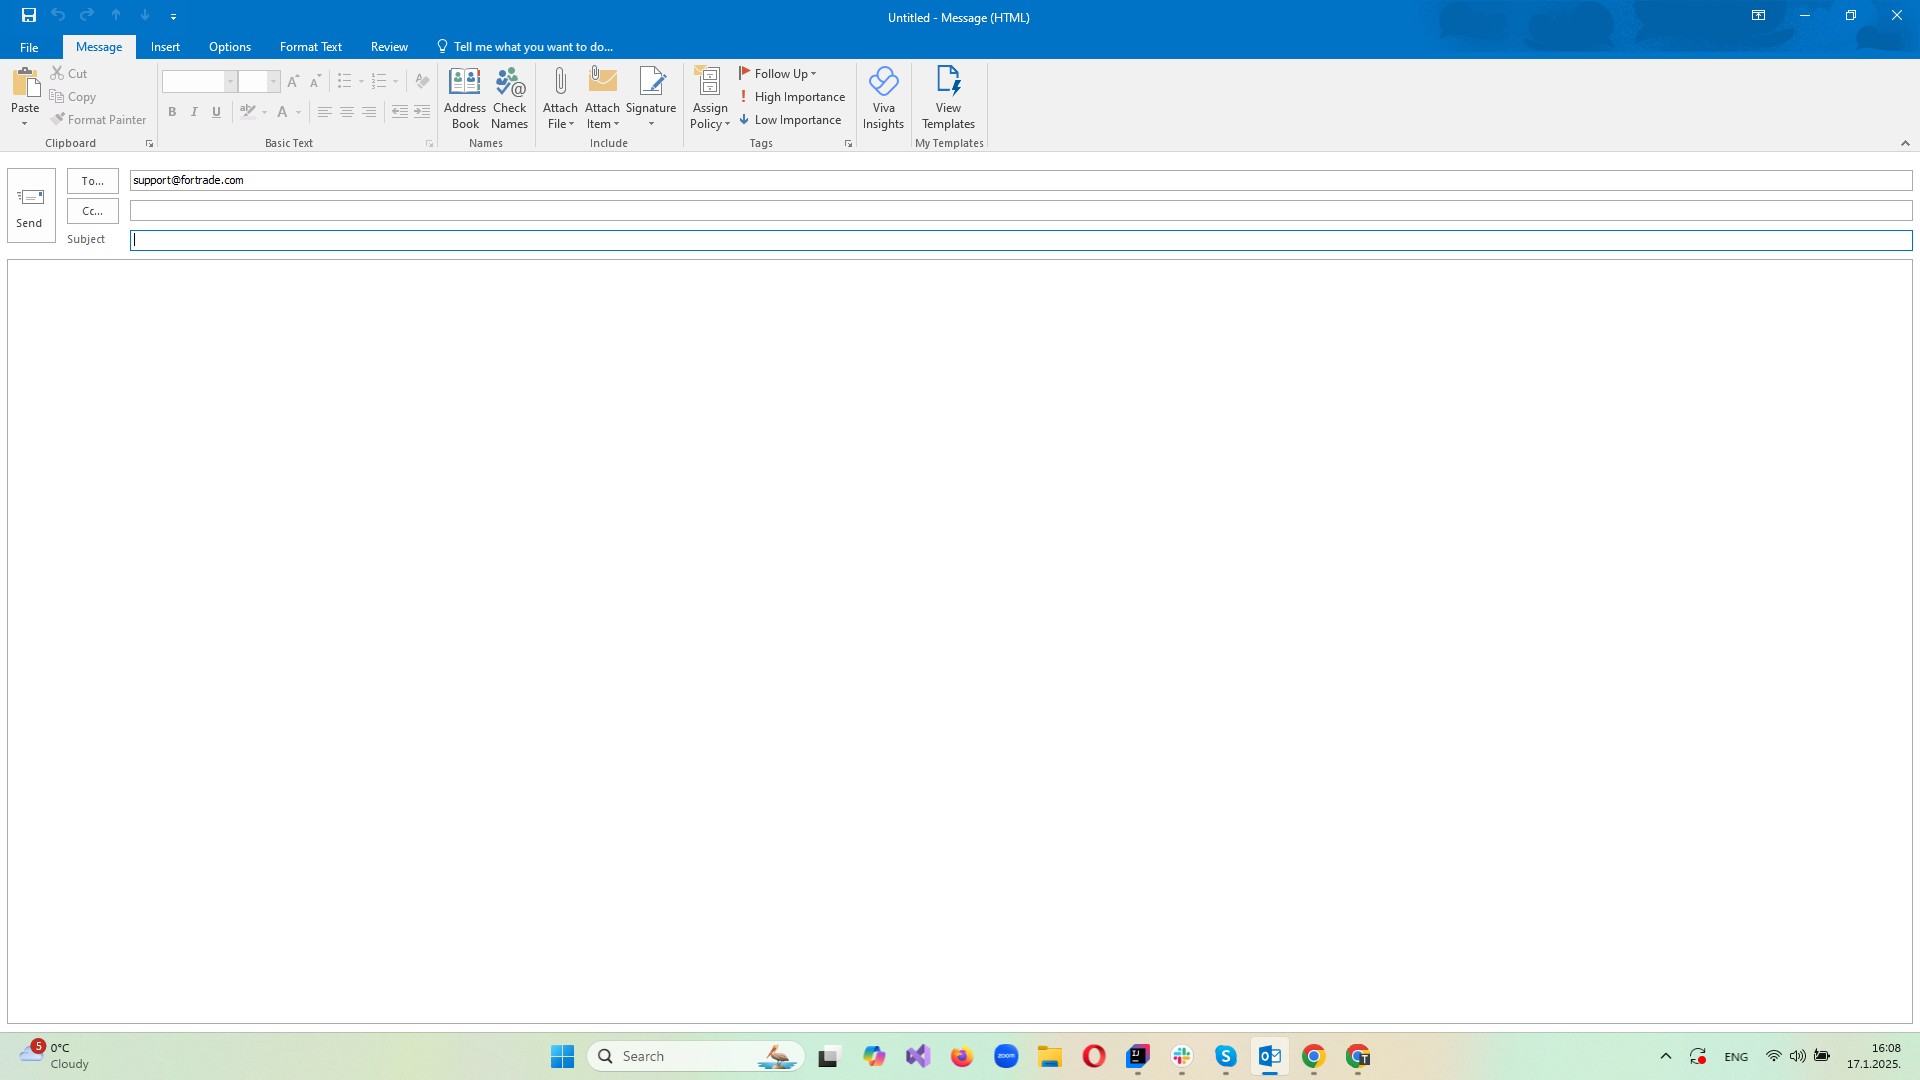 Untitled - Message (HTML)
File Message Insert Options Format Text Review Tell me what you want to do...
Paste
Cut
Copy
Format Painter
Clipboard
B I U
Basic Text
Address Book
Check Names
Names
Attach File
Attach Item
Signature
Include
Assign Policy
Follow Up
High Importance
Low Importance
Tags
Viva Insights
View Templates
My Templates
Send
To... support@fortrade.com
Cc...
Subject
5
0°C
Cloudy
Search
zoom
ENG
16:08
17.1.2025.